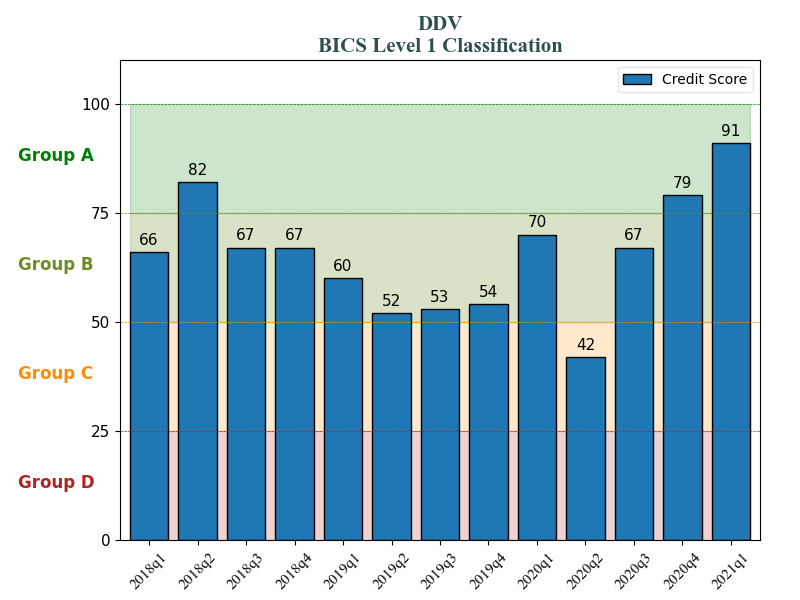 DDV
BICS Level 1 Classification
Credit Score
100
75
50
25
0
Group A
Group B
Group C
Group D
66
82
67
67
60
52
53
54
70
42
67
79
91
2018q1
2018q2
2018q3
2018q4
2019q1
2019q2
2019q3
2019q4
2020q1
2020q2
2020q3
2020q4
2021q1